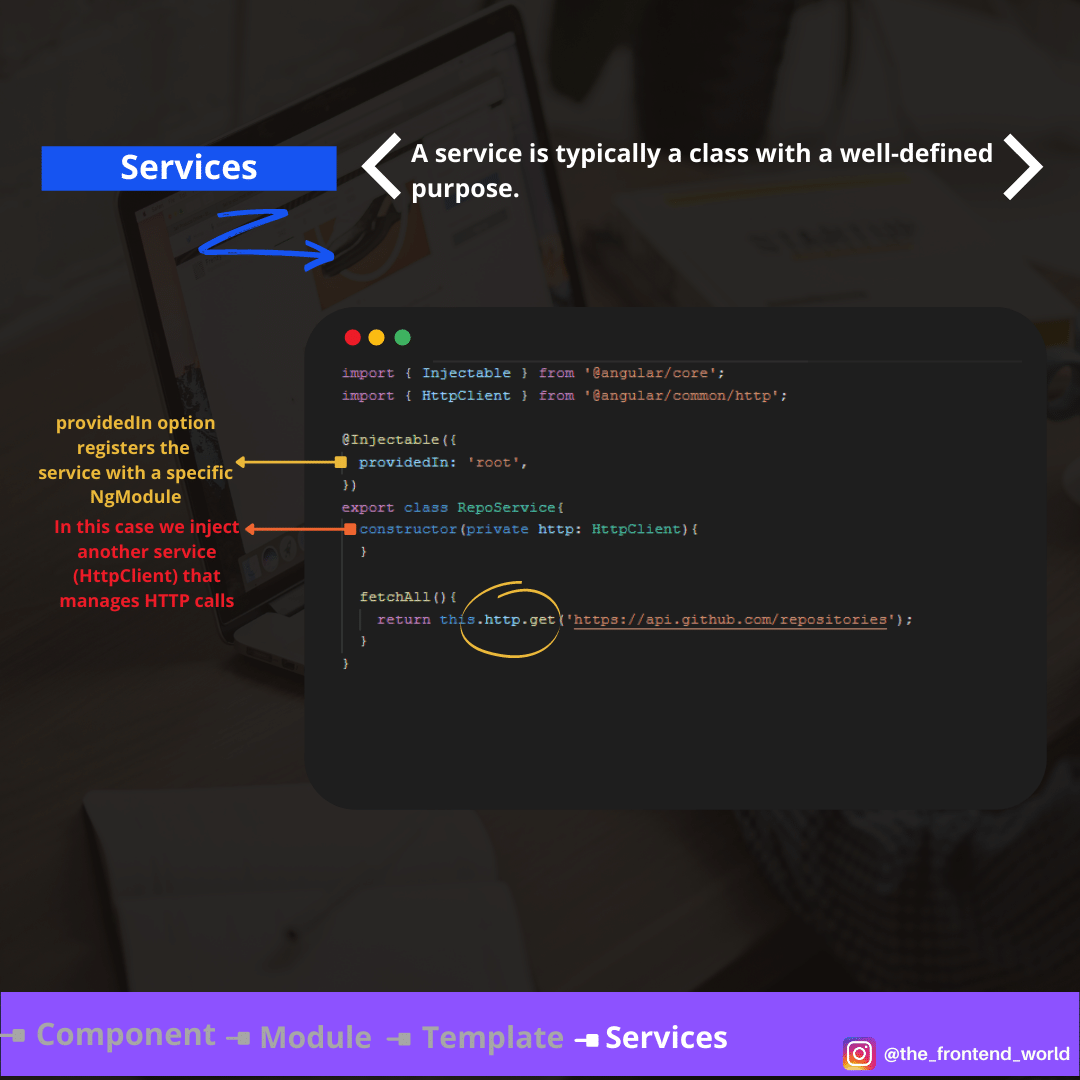 Services
A service is typically a class with a well-defined
purpose.
import { Injectable } from '@angular/core';
import { HttpClient } from '@angular/common/http';
@Injectable({
providedIn: 'root',
})
export class RepoService{
constructor(private http: HttpClient){
}
fetchAll(){
return this.http.get('https://api.github.com/repositories');
}
}
providedIn option
registers the
service with a specific
NgModule
In this case we inject
another service
(HttpClient) that
manages HTTP calls
Component Module Template Services
@the_frontend_world